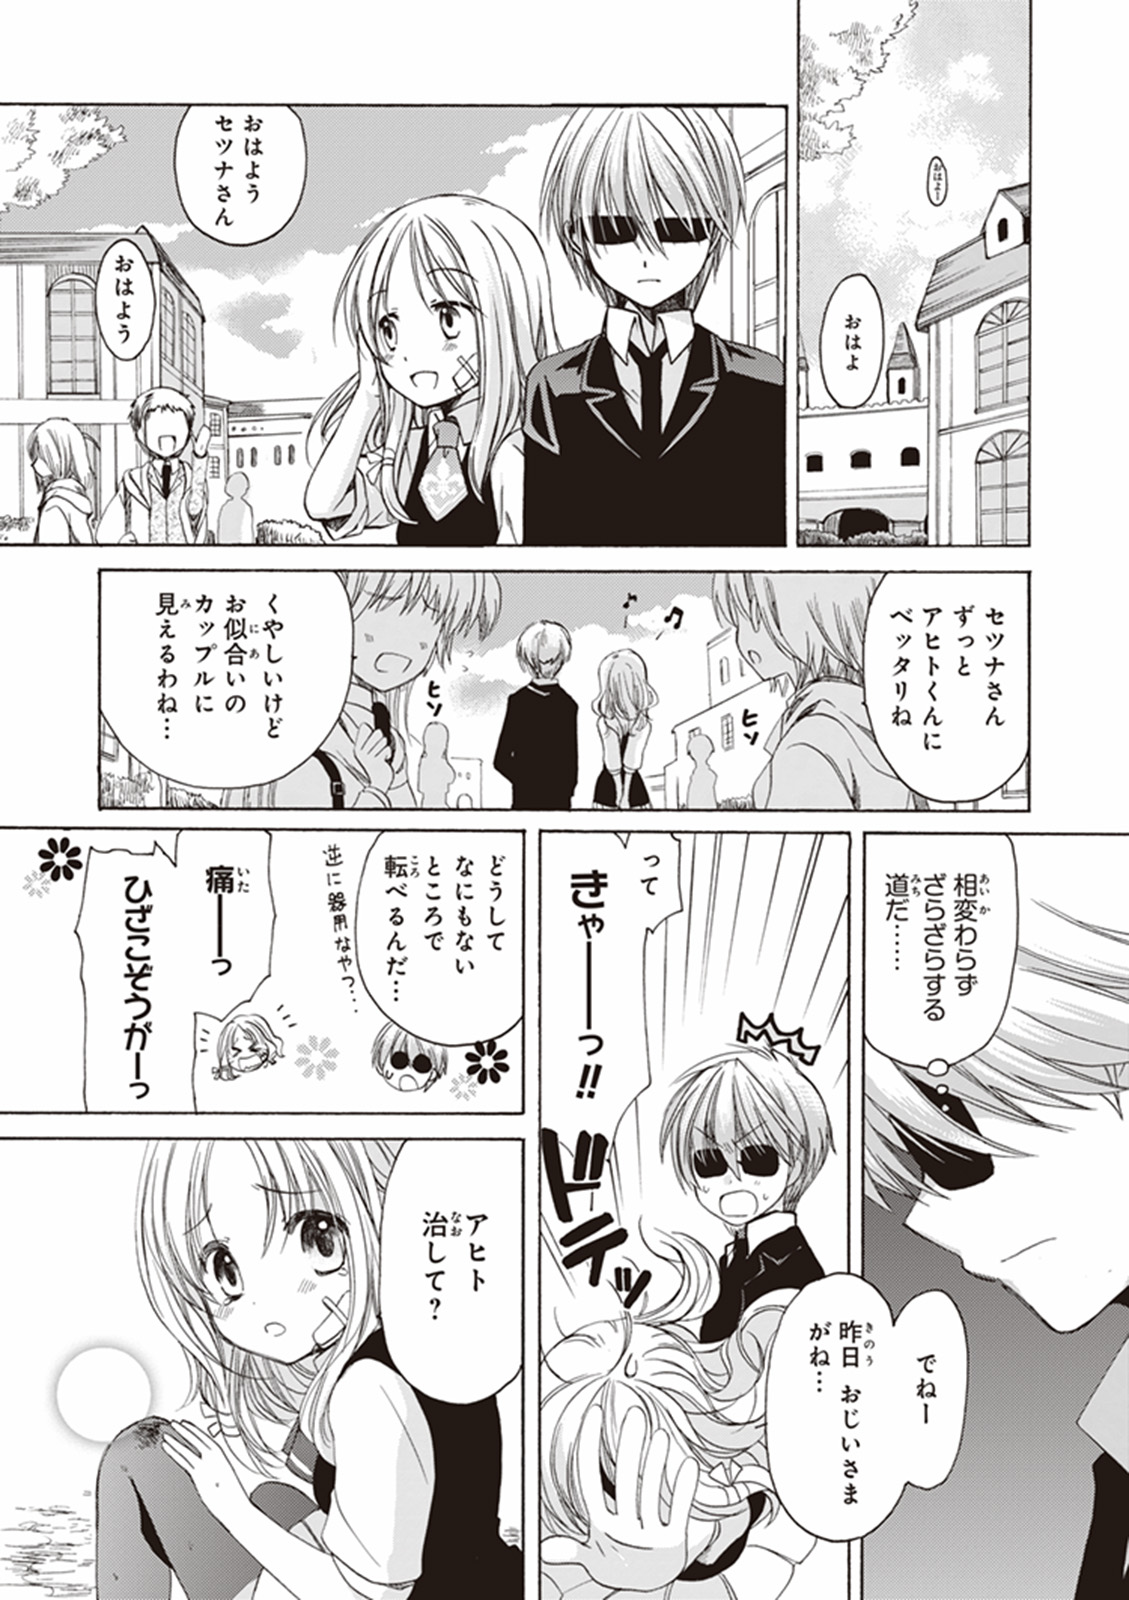 おはよー
おはよ
おはよう
セツナさん
おはよう
セツナさん
ずっと
アヒトくんに
ベッタリね
ヒソ
ヒソ
くやしいけど
お似合いの
カップルに
見えるわね…
相変わらず
ざらざらする
道だ……
でねー
昨日 おじいさま
がね…
って
きゃーーーっ!!
ドテイ
どうして
なにもない
ところで
転べるんだ…
逆に器用なやつ…
痛ーーっ
ひざこぞうがーっ
アヒト
治して?